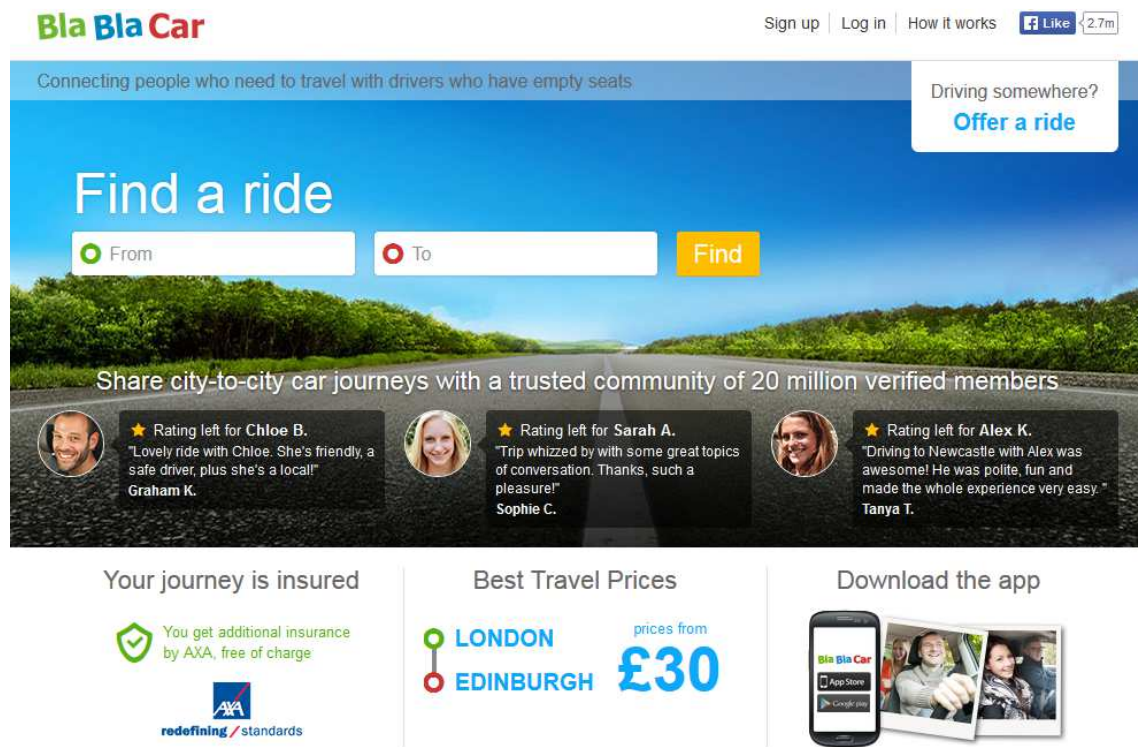 Bla Bla Car
Sign up Log in How it works Like 2.7m
Connecting people who need to travel with drivers who have empty seats
Driving somewhere?
Offer a ride
Find a ride
From To Find
Share city-to-city car journeys with a trusted community of 20 million verified members
Rating left for Chloe B.
"Lovely ride with Chloe. She's friendly, a
safe driver, plus she's a local!"
Graham K.
Rating left for Sarah A.
"Trip whizzed by with some great topics
of conversation. Thanks, such a
pleasure!"
Sophie C.
Rating left for Alex K.
"Driving to Newcastle with Alex was
awesome! He was polite, fun and
made the whole experience very easy. "
Tanya T.
Your journey is insured
You get additional insurance
by AXA, free of charge
AXA
redefining / standards
Best Travel Prices
LONDON
EDINBURGH
prices from
£30
Download the app
Bla Bla Car
App Store
Google play